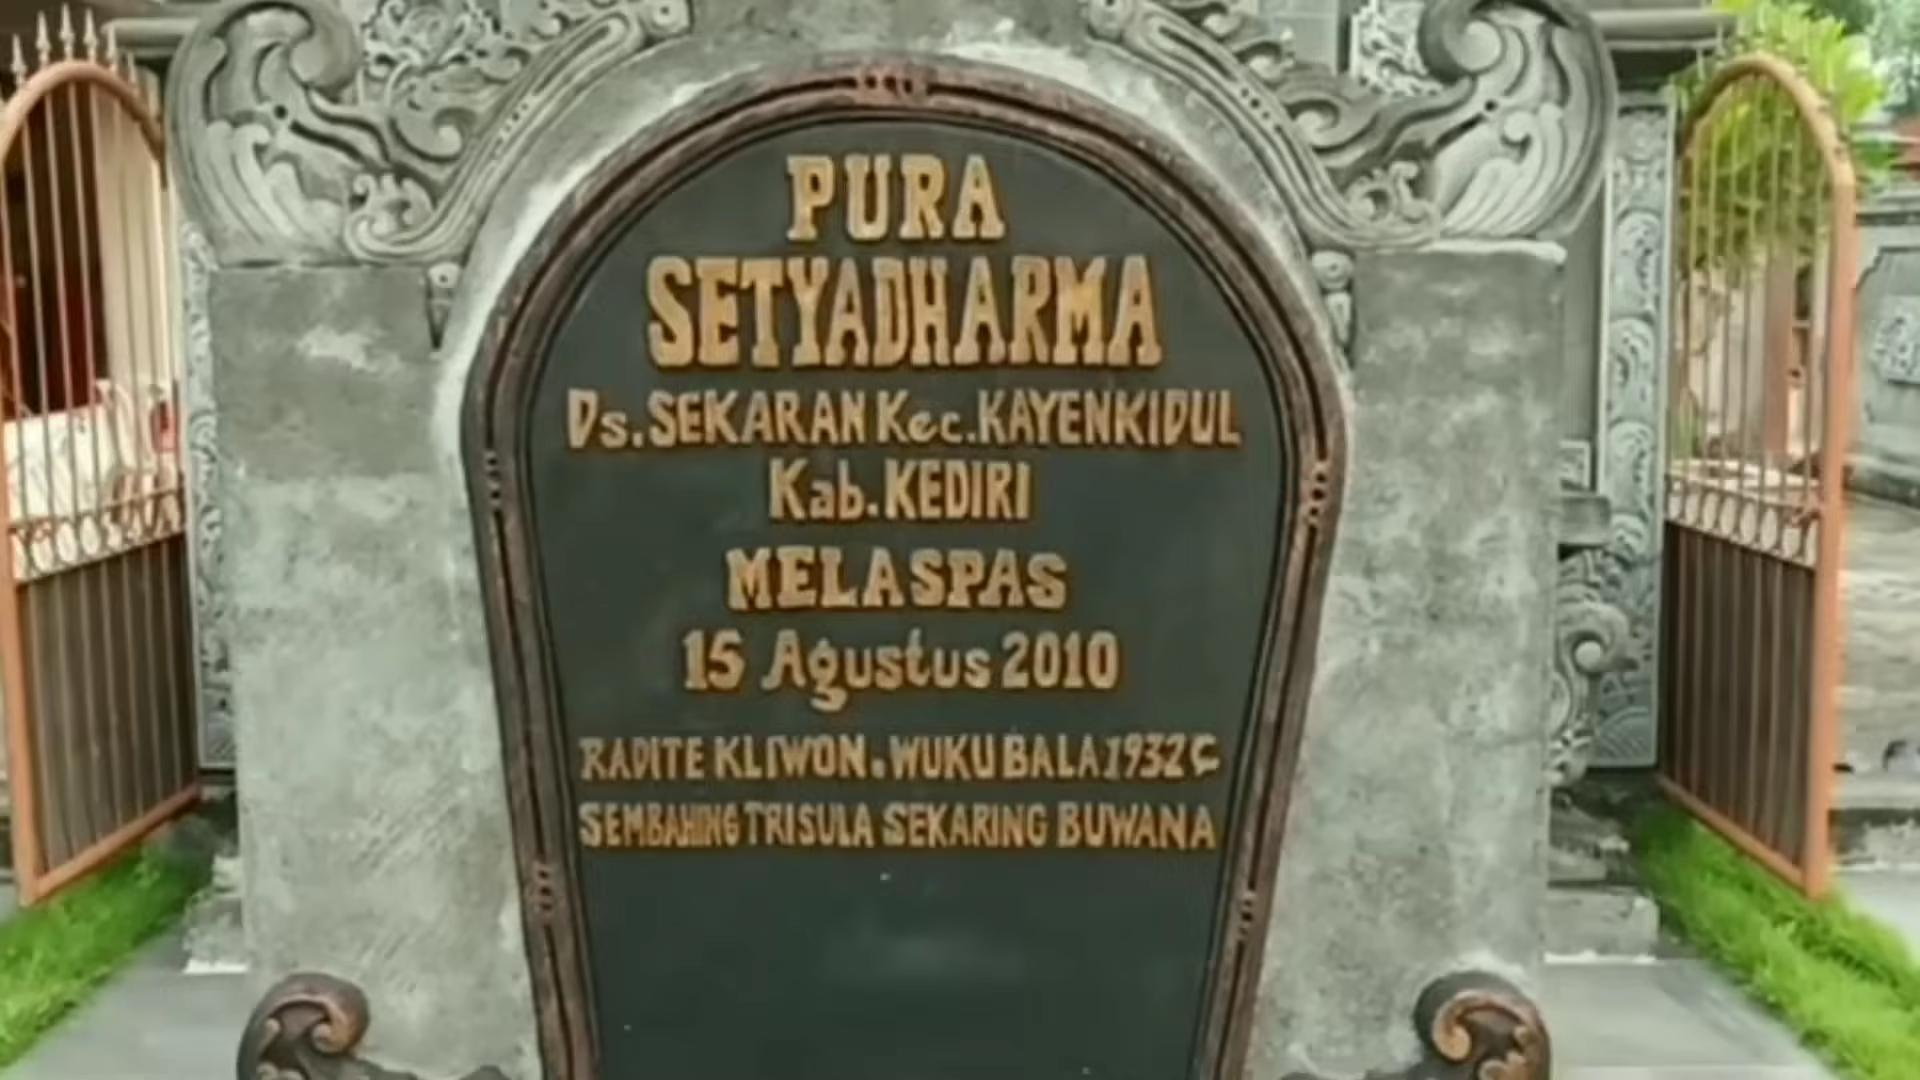 PURA
SETYADHARMA
Ds.SEKARAN Kec.KAYENKIDUL
Kab.KEDIRI
MELASPAS
15 Agustus 2010
RADITE KLIWON.WUKU BALA 1932 Ç
SEMBAHING TRISULA SEKARING BUWANA